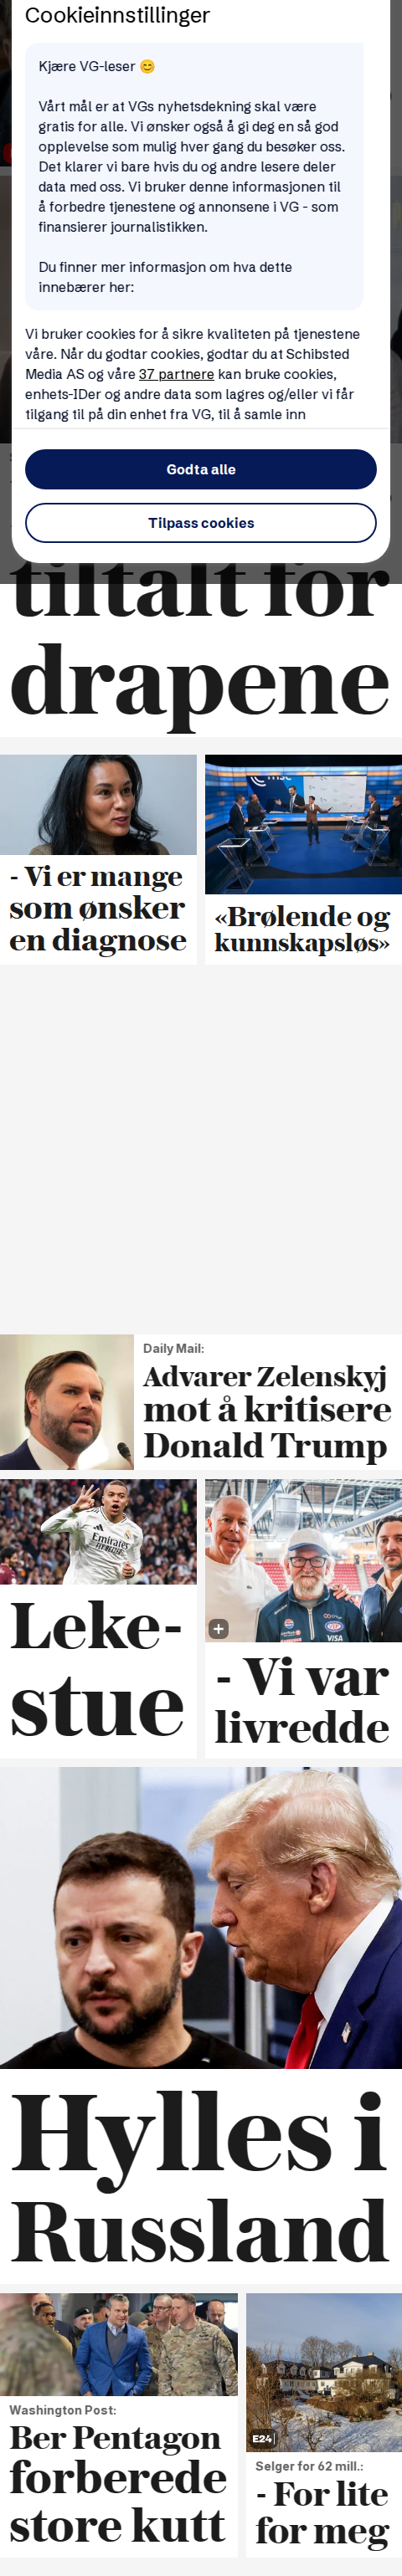 Cookieinnstillinger
Kjære VG-leser 😊
Vårt mål er at VGs nyhetsdekning skal være
gratis for alle. Vi ønsker også å gi deg en så god
opplevelse som mulig hver gang du besøker oss.
Det klarer vi bare hvis du og andre lesere deler
data med oss. Vi bruker denne informasjonen til
å forbedre tjenestene og annonsene i VG - som
finansierer journalistikken.
Du finner mer informasjon om hva dette
innebærer her:
Vi bruker cookies for å sikre kvaliteten på tjenestene
våre. Når du godtar cookies, godtar du at Schibsted
Media AS og våre 37 partnere kan bruke cookies,
enhets-IDer og andre data som lagres og/eller vi får
tilgang til på din enhet fra VG, til å samle inn
Godta alle
Tilpass cookies
tiltalt for
drapene
- Vi er mange
som ønsker
en diagnose
«Brølende og
kunnskapsløs»
Daily Mail:
Advarer Zelenskyj
mot å kritisere
Donald Trump
Emirates
Leke-
stue
VISA
- Vi var
livredde
Hylles i
Russland
Washington Post:
Ber Pentagon
forberede
store kutt
E24
Selger for 62 mill.:
- For lite
for meg